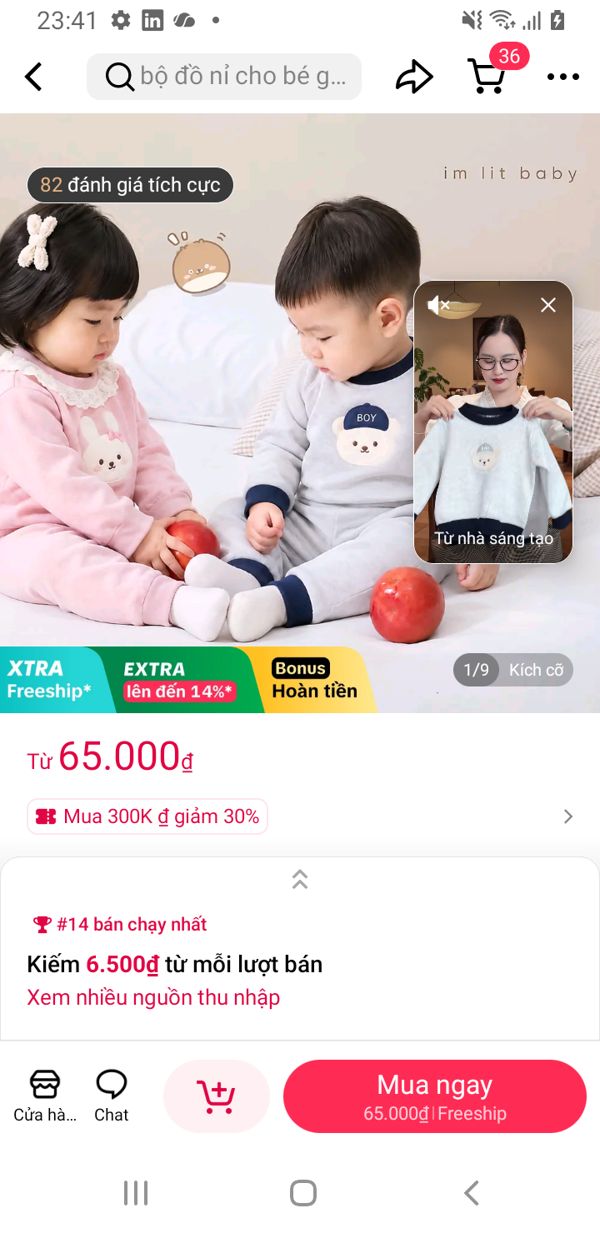 23:41
bộ đồ nỉ cho bé g...
36
82 đánh giá tích cực
im lit baby
BOY
Từ nhà sáng tạo
XTRA
Freeship*
EXTRA
lên đến 14%*
Bonus
Hoàn tiền
1/9 Kích cỡ
Từ 65.000₫
Mua 300K ₫ giảm 30%
#14 bán chạy nhất
Kiếm 6.500₫ từ mỗi lượt bán
Xem nhiều nguồn thu nhập
Cửa hà...
Chat
Mua ngay
65.000₫ | Freeship